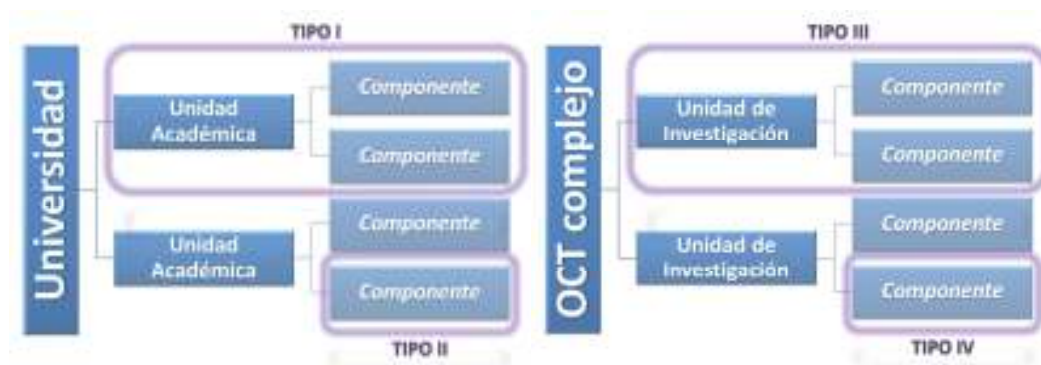 TIPO I
Universidad
Unidad
Académica
Componente
Componente
Unidad
Académica
Componente
Componente
TIPO II
TIPO III
OCT complejo
Unidad de
Investigación
Componente
Componente
Unidad de
Investigación
Componente
Componente
TIPO IV